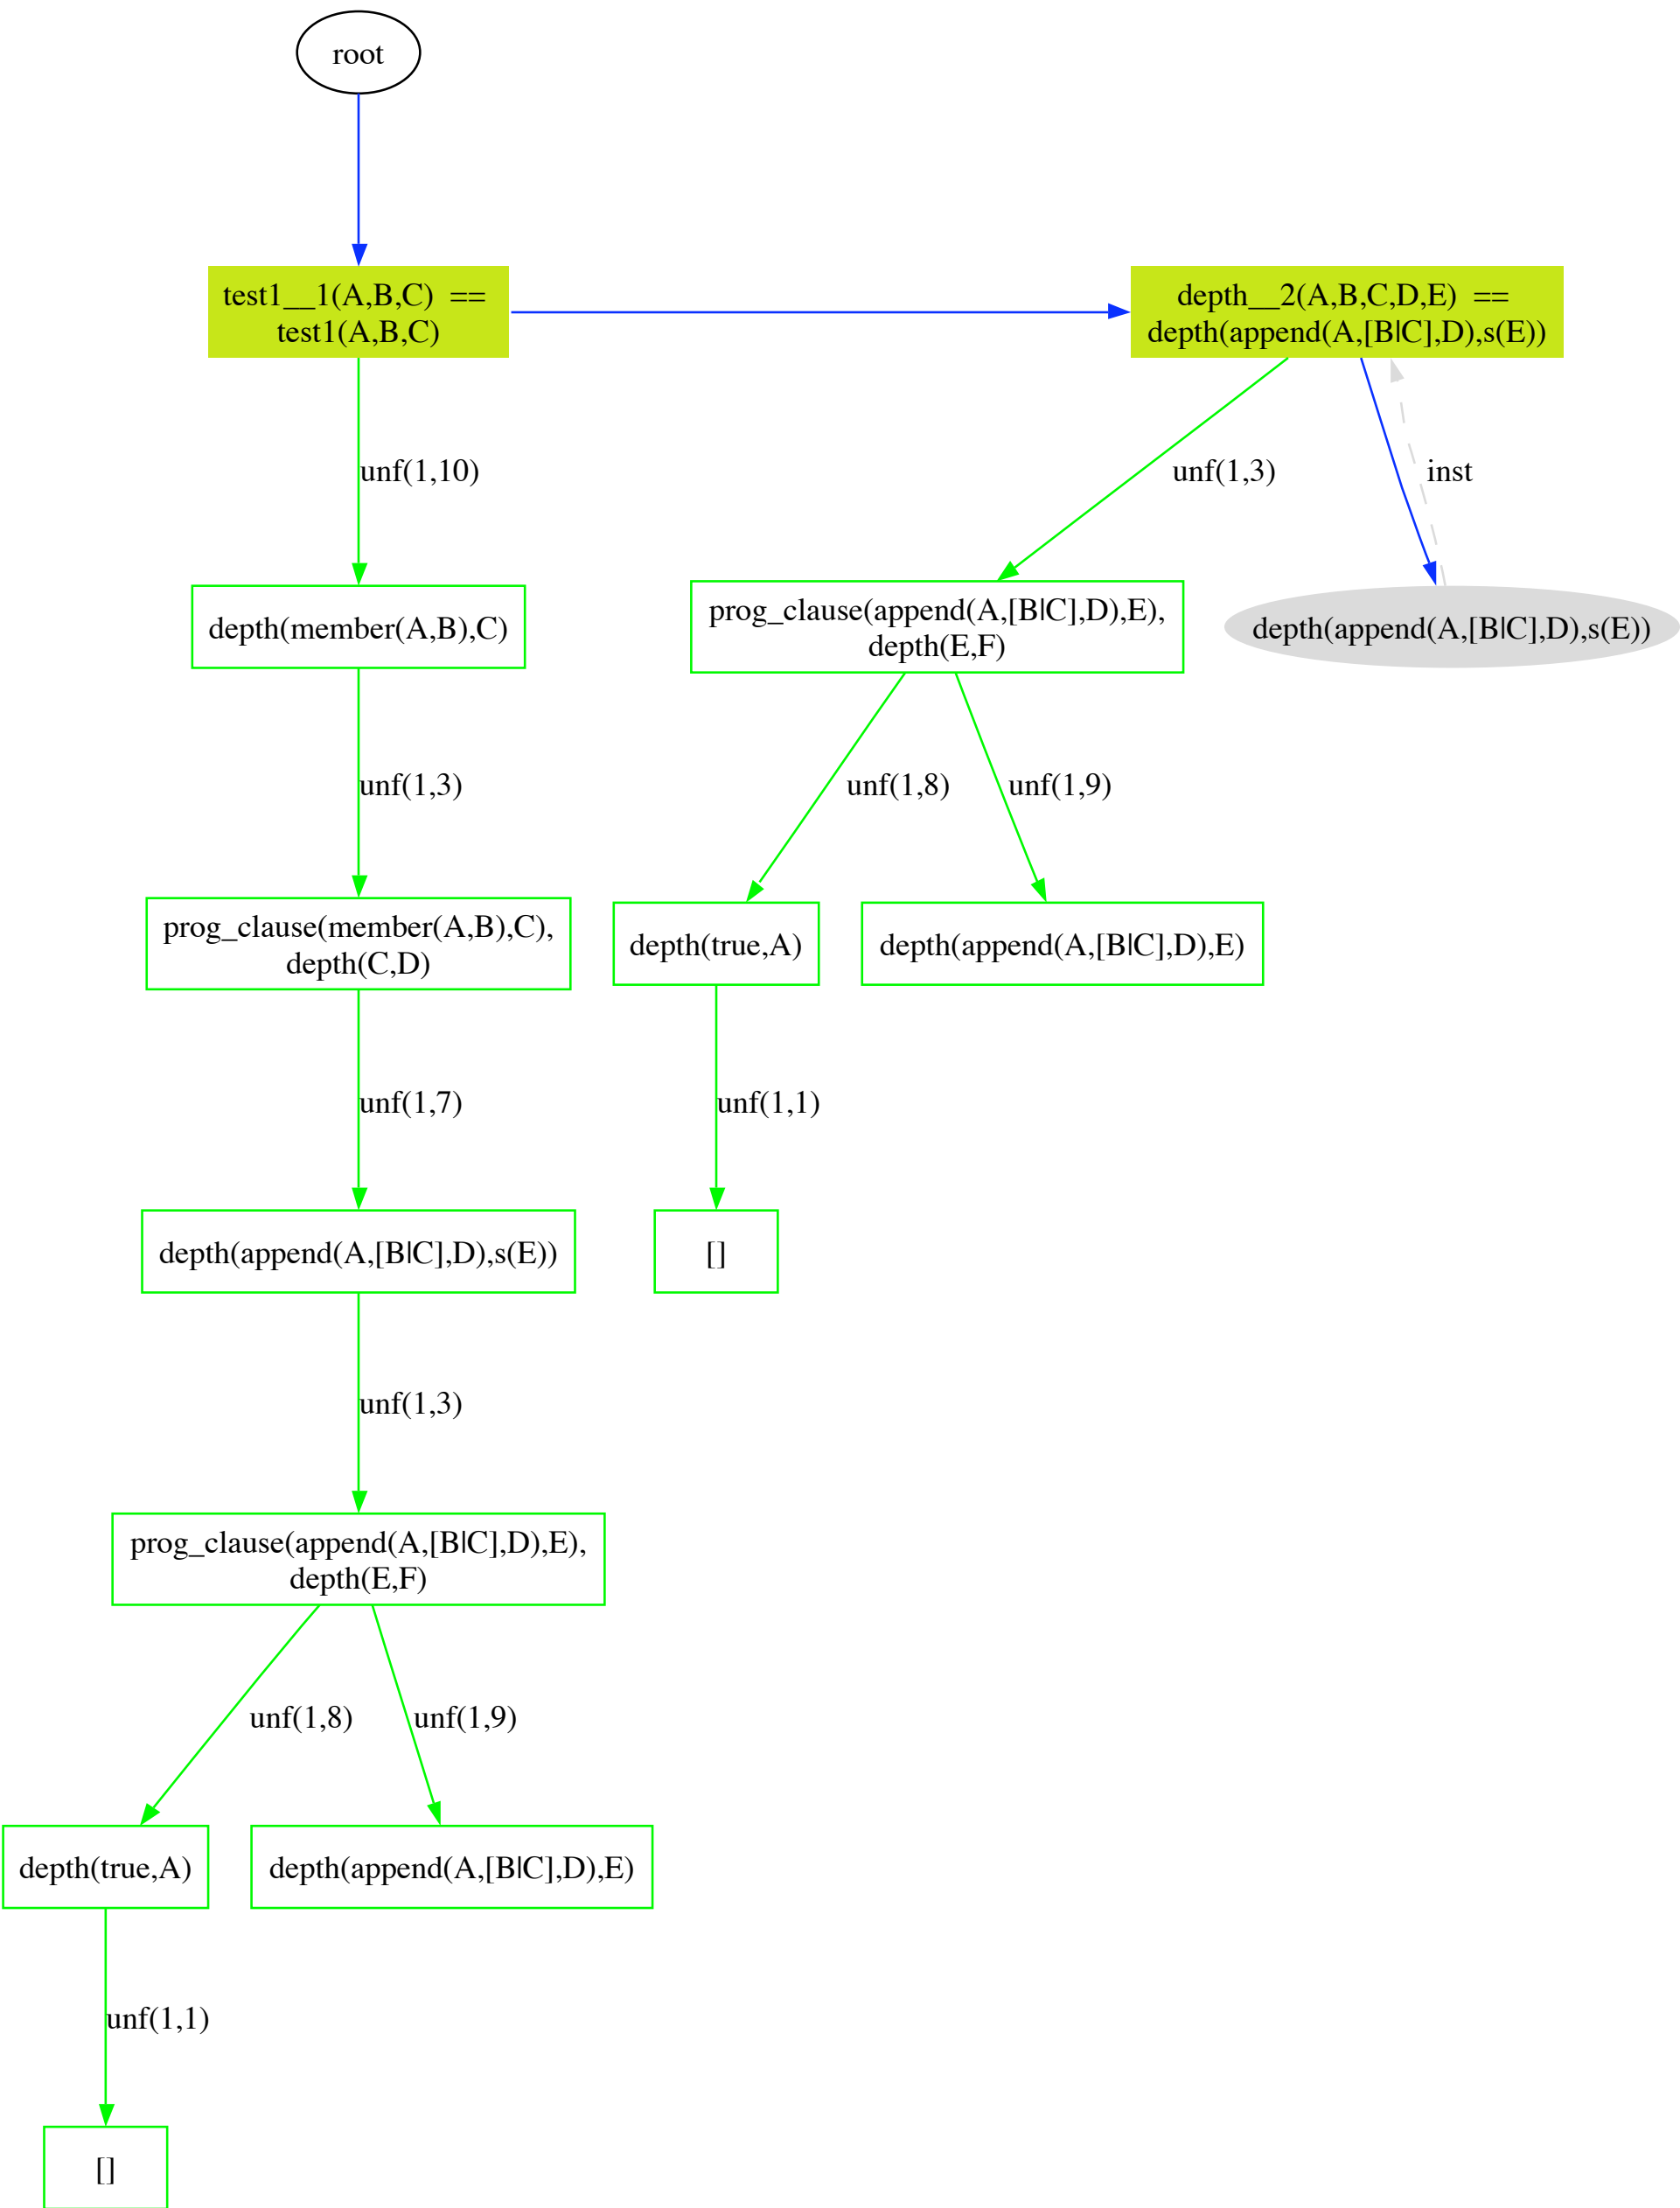 root
test1__1(A,B,C) ==
test1(A,B,C)
depth__2(A,B,C,D,E) ==
depth(append(A,[B|C],D),s(E))
unf(1,10)
unf(1,3)
inst
depth(member(A,B),C)
prog_clause(append(A,[B|C],D),E),
depth(E,F)
depth(append(A,[B|C],D),s(E))
unf(1,3)
unf(1,8)
unf(1,9)
prog_clause(member(A,B),C),
depth(C,D)
depth(true,A)
depth(append(A,[B|C],D),E)
unf(1,7)
unf(1,1)
depth(append(A,[B|C],D),s(E))
[]
unf(1,3)
prog_clause(append(A,[B|C],D),E),
depth(E,F)
unf(1,8)
unf(1,9)
depth(true,A)
depth(append(A,[B|C],D),E)
unf(1,1)
[]